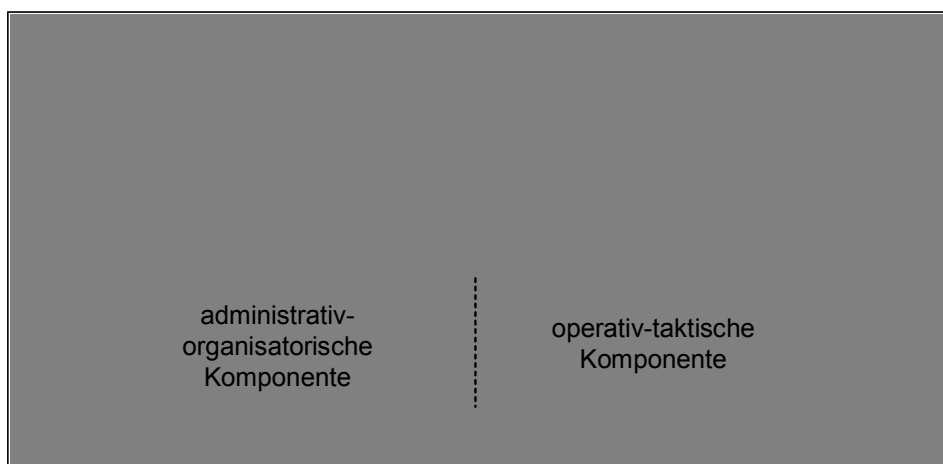 administrativ-
organisatorische
Komponente
operativ-taktische
Komponente